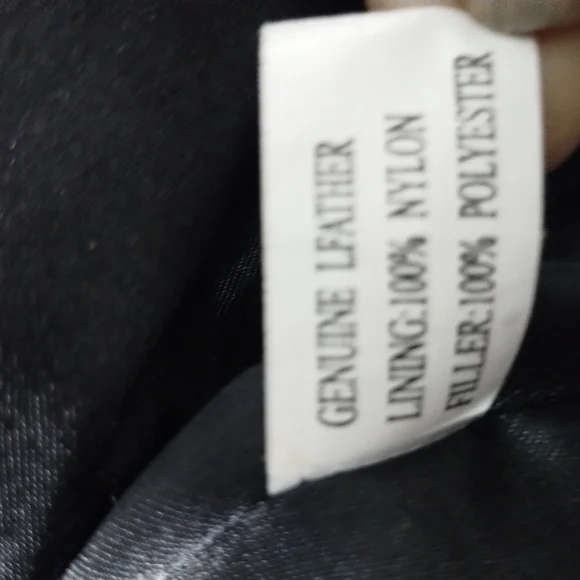 GENUINE LEATHER
LINING:100% NYLON
FILLER:100% POLYESTER